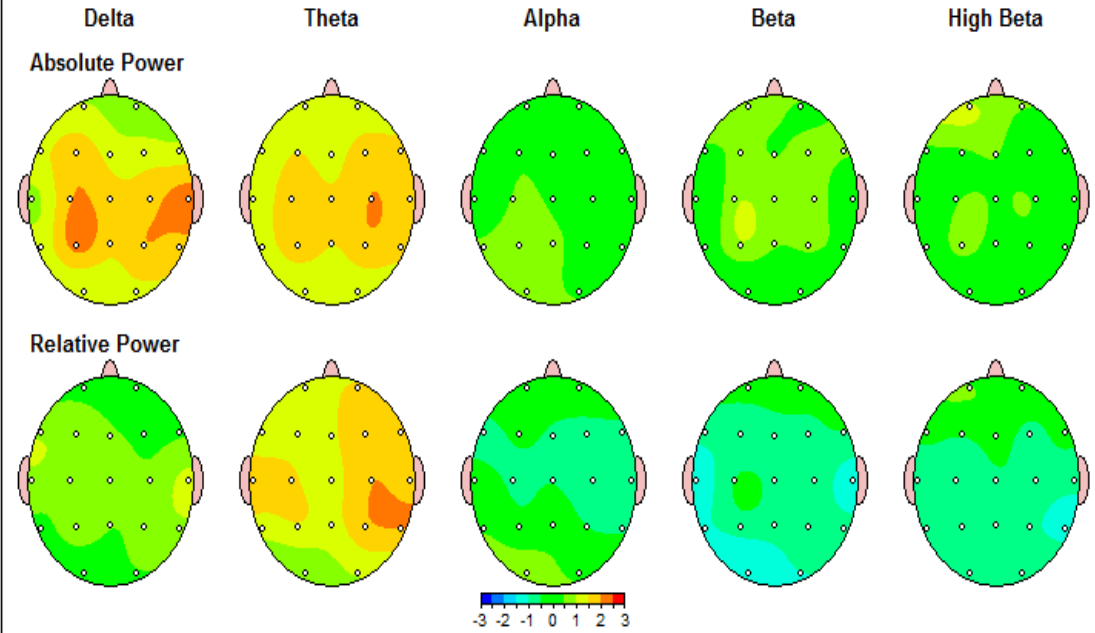 Delta Theta Alpha Beta High Beta
Absolute Power
Relative Power
-3 -2 -1 0 1 2 3